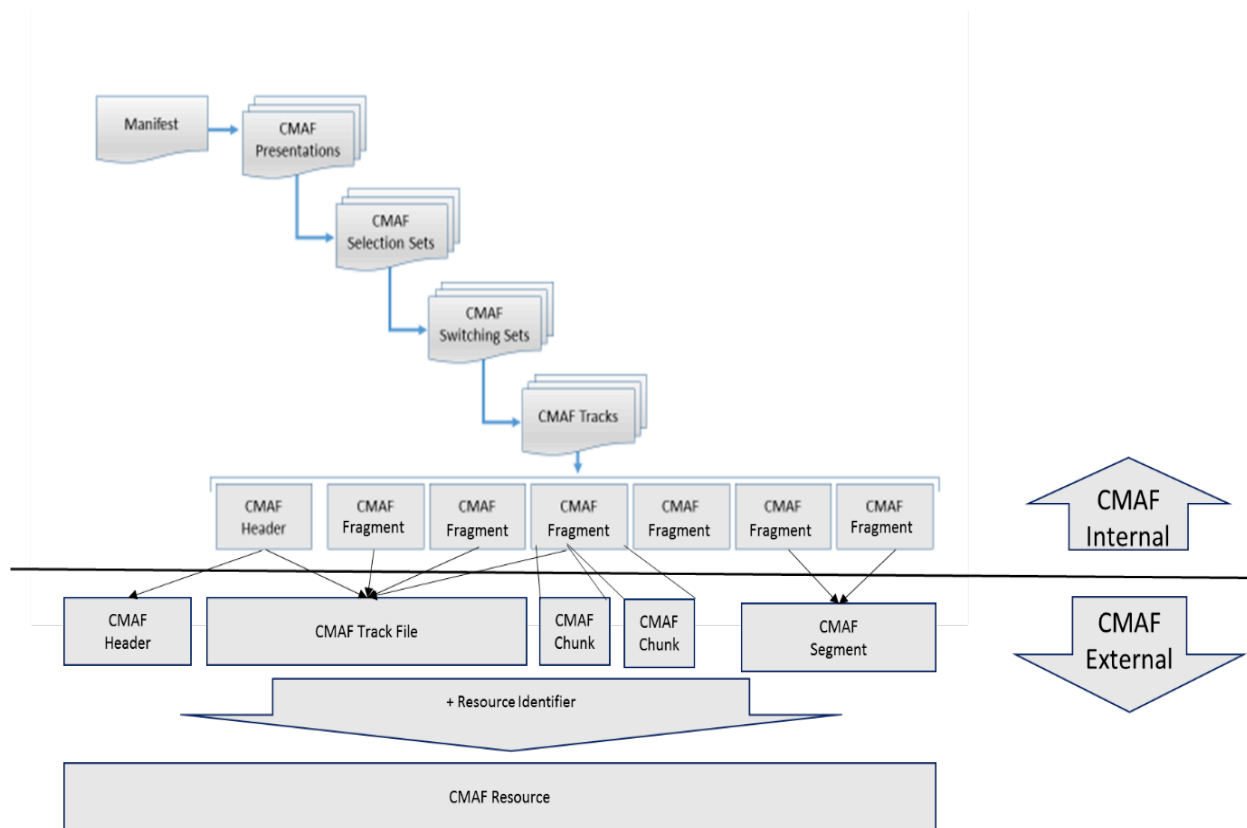 Manifest
CMAF
Presentations
CMAF
Selection Sets
CMAF
Switching Sets
CMAF Tracks
CMAF
Header
CMAF
Fragment
CMAF
Fragment
CMAF
Fragment
CMAF
Fragment
CMAF
Fragment
CMAF
Fragment
CMAF
Internal
CMAF
Header
CMAF Track File
CMAF
Chunk
CMAF
Chunk
CMAF
Segment
CMAF
External
+ Resource Identifier
CMAF Resource